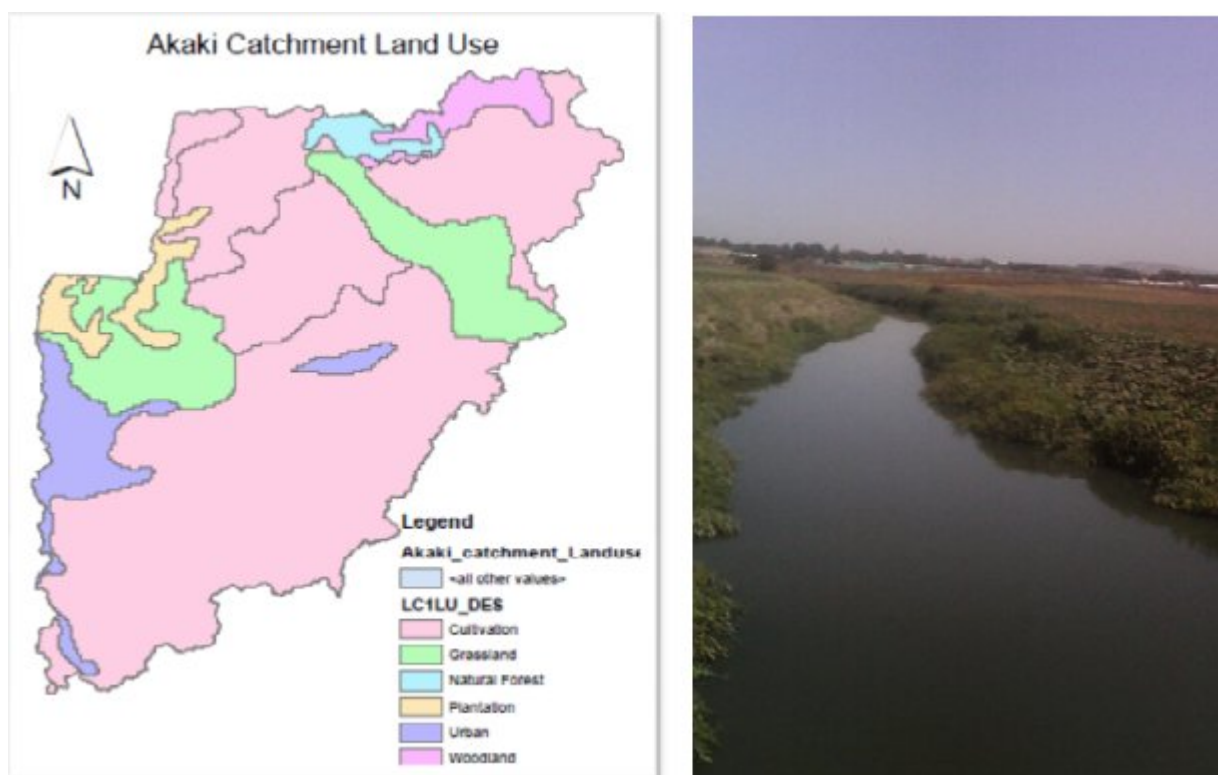 Akaki Catchment Land Use
N
Legend
Akaki_catchment_Landuse
<all other values>
LC1LU_DES
Cultivation
Grassland
Natural Forest
Plantation
Urban
Woodland